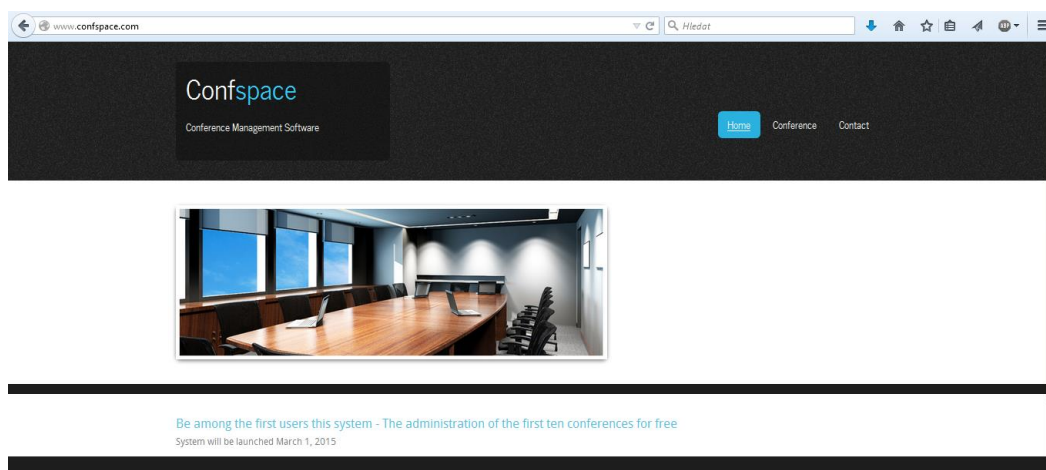 www.confspace.com
Hledat
Confspace
Conference Management Software
Home
Conference
Contact
Be among the first users this system - The administration of the first ten conferences for free
System will be launched March 1, 2015